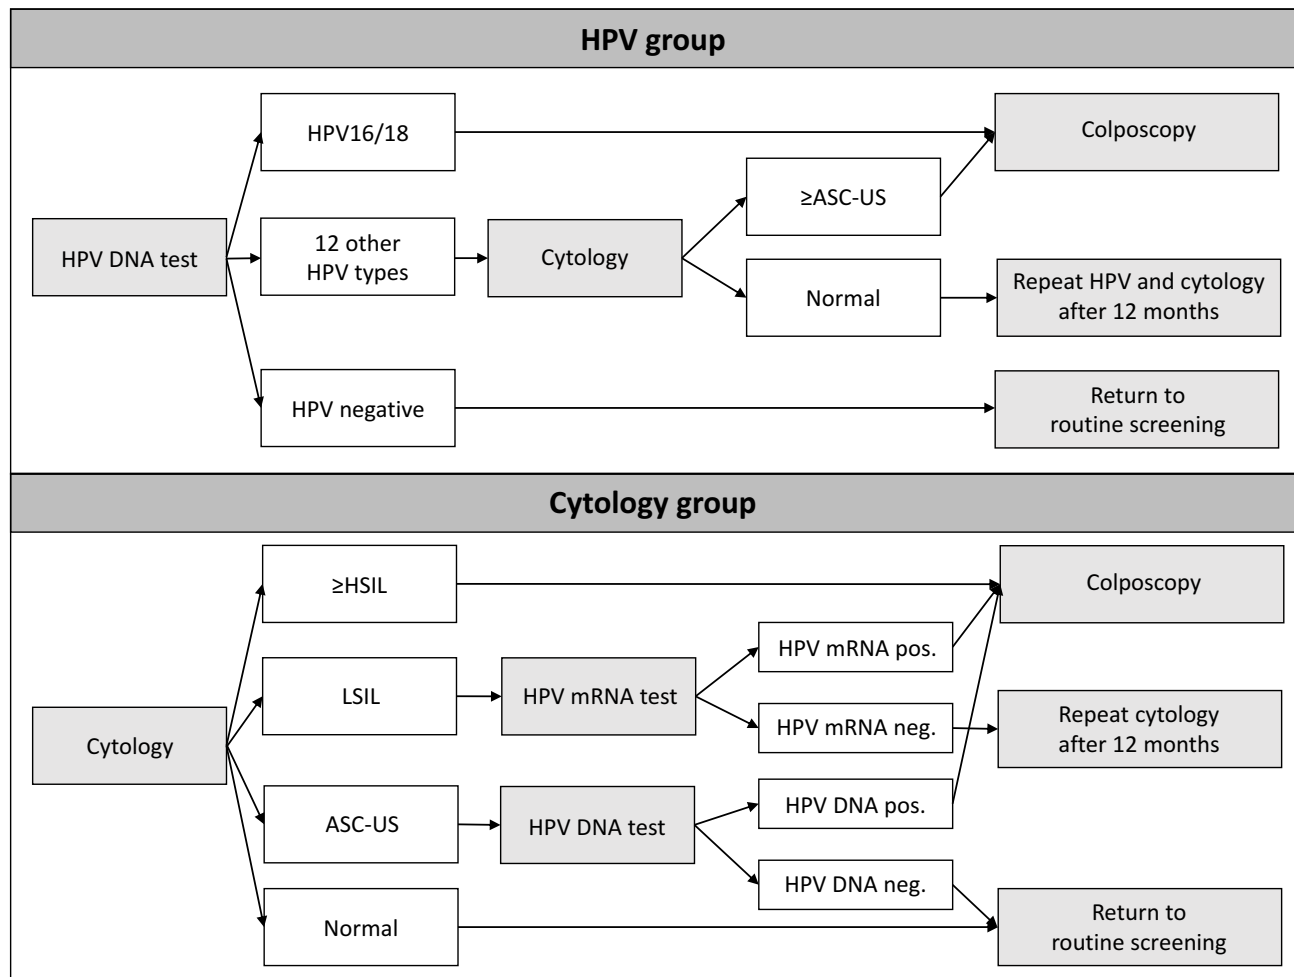 HPV group
HPV16/18
Colposcopy
≥ASC-US
HPV DNA test
12 other
HPV types
Cytology
Normal
Repeat HPV and cytology
after 12 months
HPV negative
Return to
routine screening
Cytology group
≥HSIL
Colposcopy
HPV mRNA pos.
LSIL
HPV mRNA test
HPV mRNA neg.
Repeat cytology
after 12 months
Cytology
ASC-US
HPV DNA test
HPV DNA pos.
HPV DNA neg.
Normal
Return to
routine screening